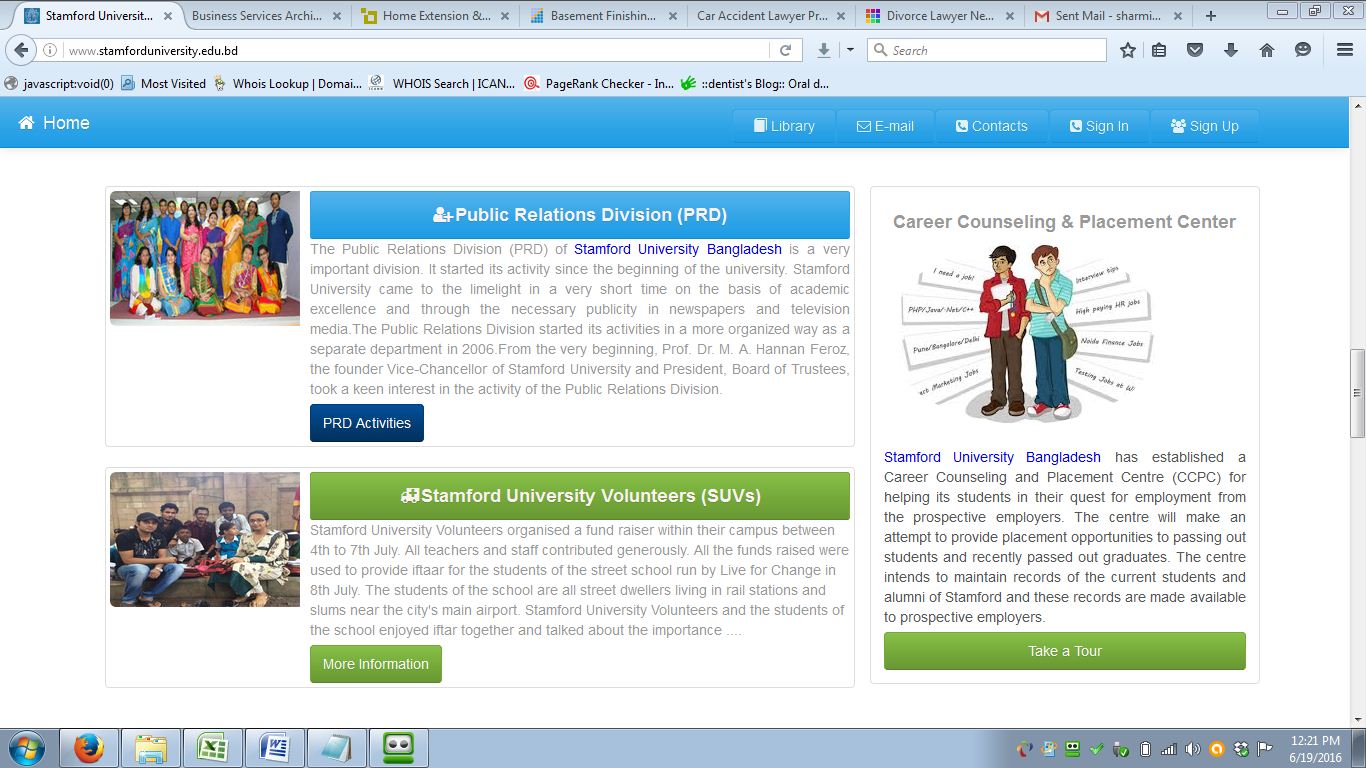 Stamford Universit...
Business Services Archi...
Home Extension &...
Basement Finishin...
Car Accident Lawyer Pr...
Divorce Lawyer Ne...
Sent Mail - sharmi...
www.stamforduniversity.edu.bd
Search
javascript:void(0)
Most Visited
Whois Lookup | Domai...
WHOIS Search | ICAN...
PageRank Checker - In...
::dentist's Blog:: Oral d...
Home
Library
E-mail
Contacts
Sign In
Sign Up
Public Relations Division (PRD)
The Public Relations Division (PRD) of Stamford University Bangladesh is a very
important division. It started its activity since the beginning of the university. Stamford
University came to the limelight in a very short time on the basis of academic
excellence and through the necessary publicity in newspapers and television
media.The Public Relations Division started its activities in a more organized way as a
separate department in 2006.From the very beginning, Prof. Dr. M. A. Hannan Feroz,
the founder Vice-Chancellor of Stamford University and President, Board of Trustees,
took a keen interest in the activity of the Public Relations Division.
PRD Activities
Stamford University Volunteers (SUVs)
Stamford University Volunteers organised a fund raiser within their campus between
4th to 7th July. All teachers and staff contributed generously. All the funds raised were
used to provide iftaar for the students of the street school run by Live for Change in
8th July. The students of the school are all street dwellers living in rail stations and
slums near the city's main airport. Stamford University Volunteers and the students of
the school enjoyed iftar together and talked about the importance ....
More Information
Career Counseling & Placement Center
I need a job!
Interview tips
PHP/Java/.Net/C++
High paying HR jobs
Pune/Bangalore/Delhi
Noida Finance Jobs
ect Marketing Jobs
Testing Jobs at Wi
Stamford University Bangladesh has established a
Career Counseling and Placement Centre (CCPC) for
helping its students in their quest for employment from
the prospective employers. The centre will make an
attempt to provide placement opportunities to passing out
students and recently passed out graduates. The centre
intends to maintain records of the current students and
alumni of Stamford and these records are made available
to prospective employers.
Take a Tour
12:21 PM
6/19/2016